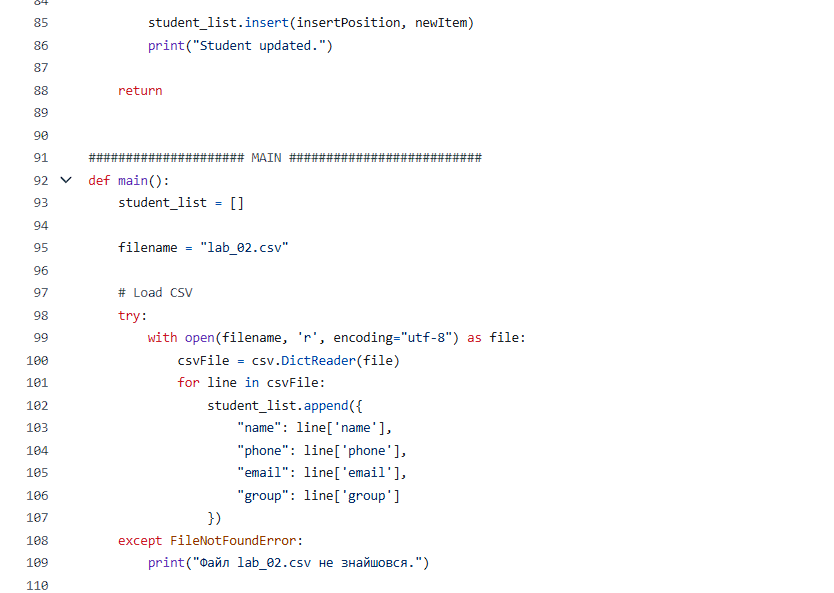 84
85 student_list.insert(insertPosition, newItem)
86 print("Student updated.")
87
88 return
89
90
91 ##################### MAIN ##########################
92 def main():
93 student_list = []
94
95 filename = "lab_02.csv"
96
97 # Load CSV
98 try:
99 with open(filename, 'r', encoding="utf-8") as file:
100 csvFile = csv.DictReader(file)
101 for line in csvFile:
102 student_list.append({
103 "name": line['name'],
104 "phone": line['phone'],
105 "email": line['email'],
106 "group": line['group']
107 })
108 except FileNotFoundError:
109 print("Файл lab_02.csv не знайшовся.")
110